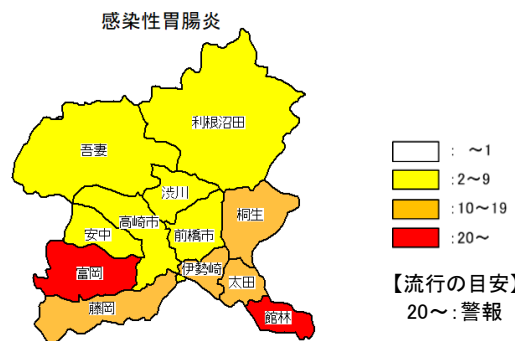 感染性胃腸炎
利根沼田
吾妻
渋川
桐生
高崎市
安中
前橋市
伊勢崎
富岡
太田
藤岡
館林
： ～1
：2～9
：10～19
：20～
【流行の目安】
20～：警報